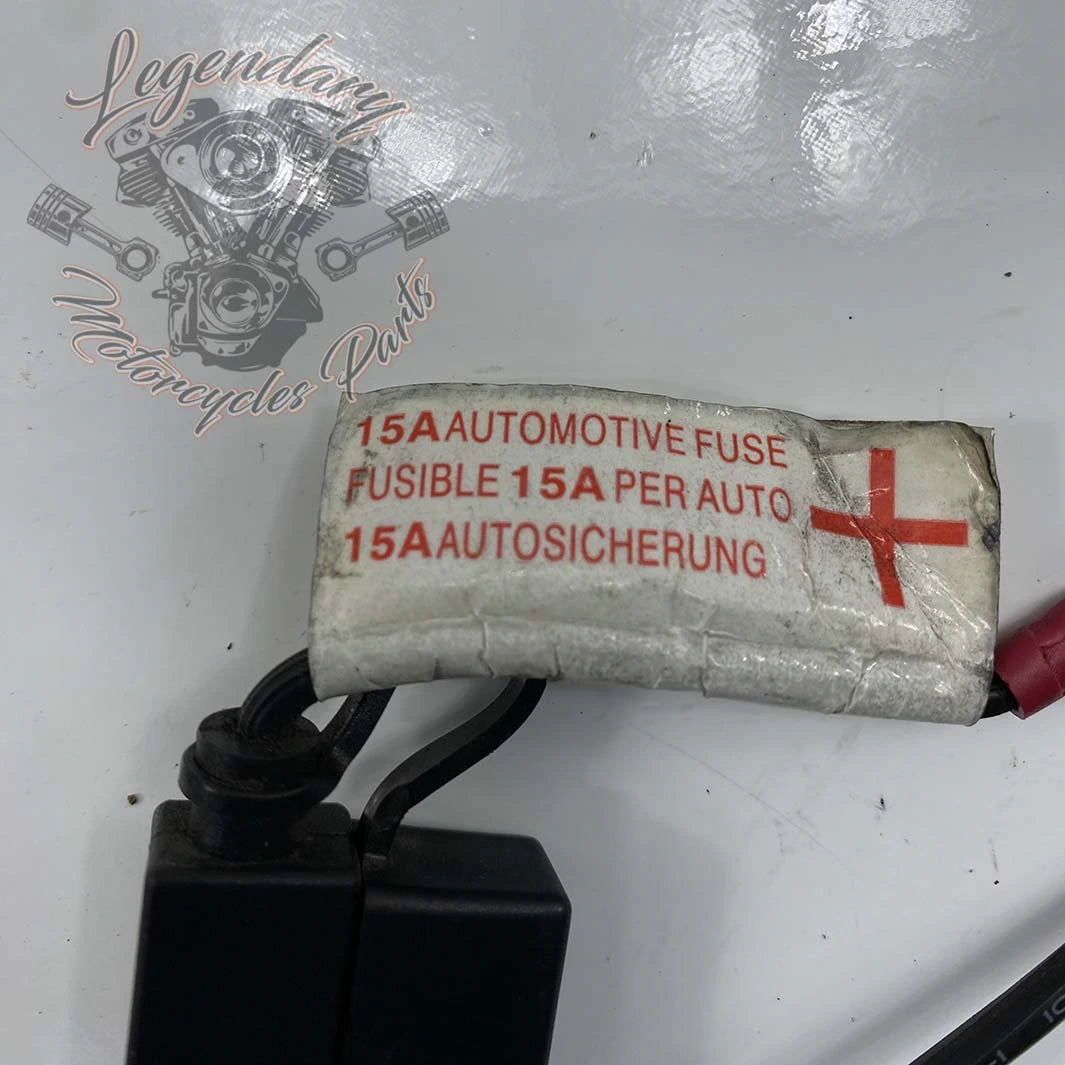 Legendary
Motorcycles Parts
15A AUTOMOTIVE FUSE
FUSIBLE 15A PER AUTO
15A AUTOSICHERUNG